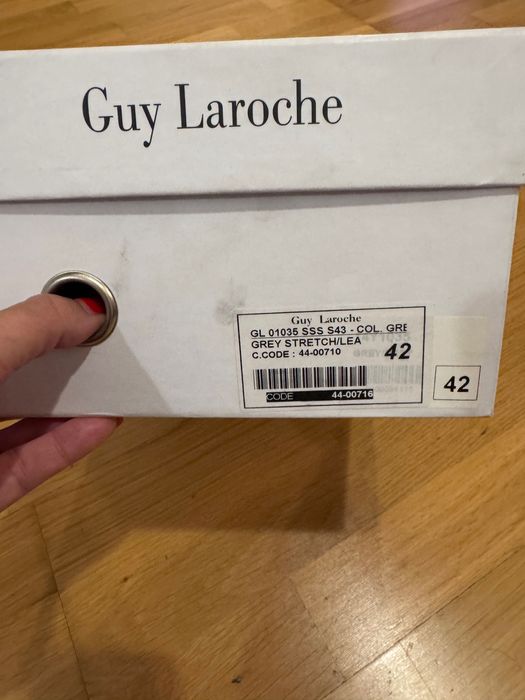 Guy Laroche
Guy Laroche
GL 01035 SSS S43 - COL. GRE
GREY STRETCH/LEA
C.CODE : 44-00710
42
CODE 44-00716
42